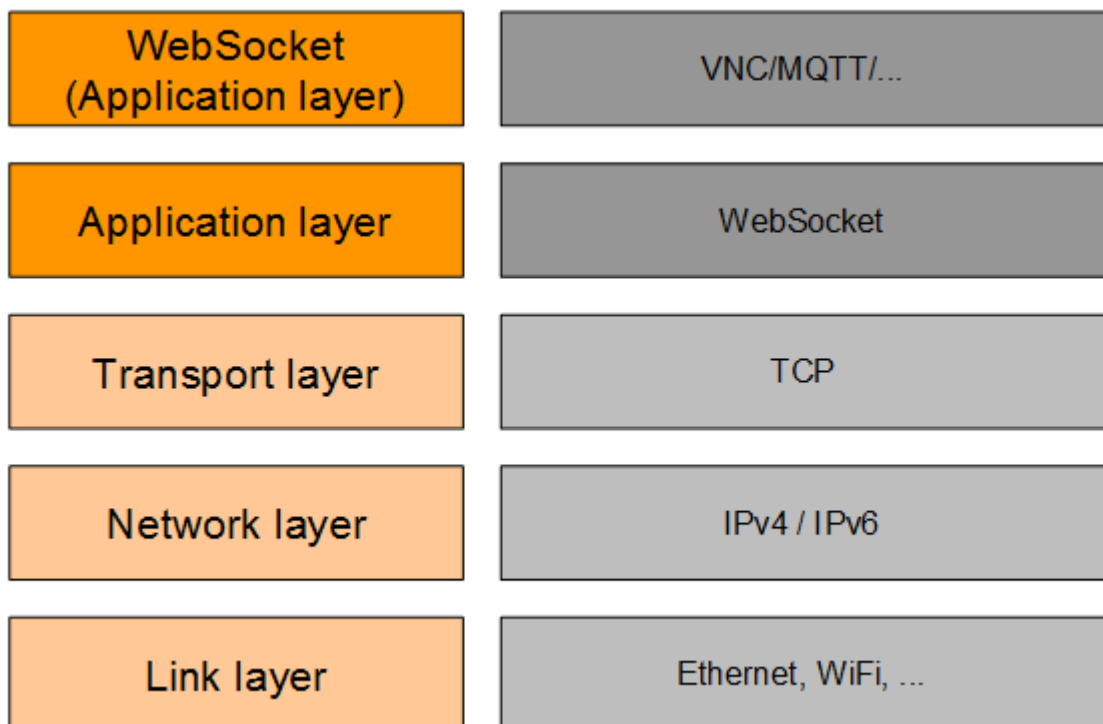 WebSocket
(Application layer)
VNC/MQTT/...
Application layer
WebSocket
Transport layer
TCP
Network layer
IPv4 / IPv6
Link layer
Ethernet, WiFi, ...